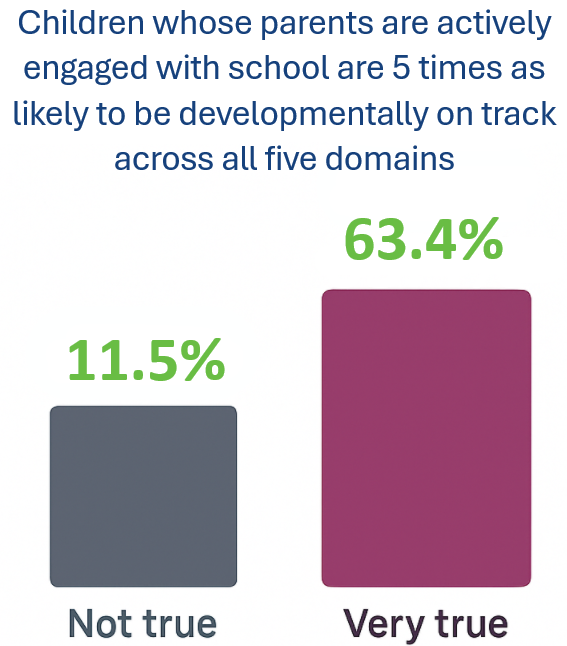 Children whose parents are actively
engaged with school are 5 times as
likely to be developmentally on track
across all five domains
63.4%
11.5%
Not true
Very true